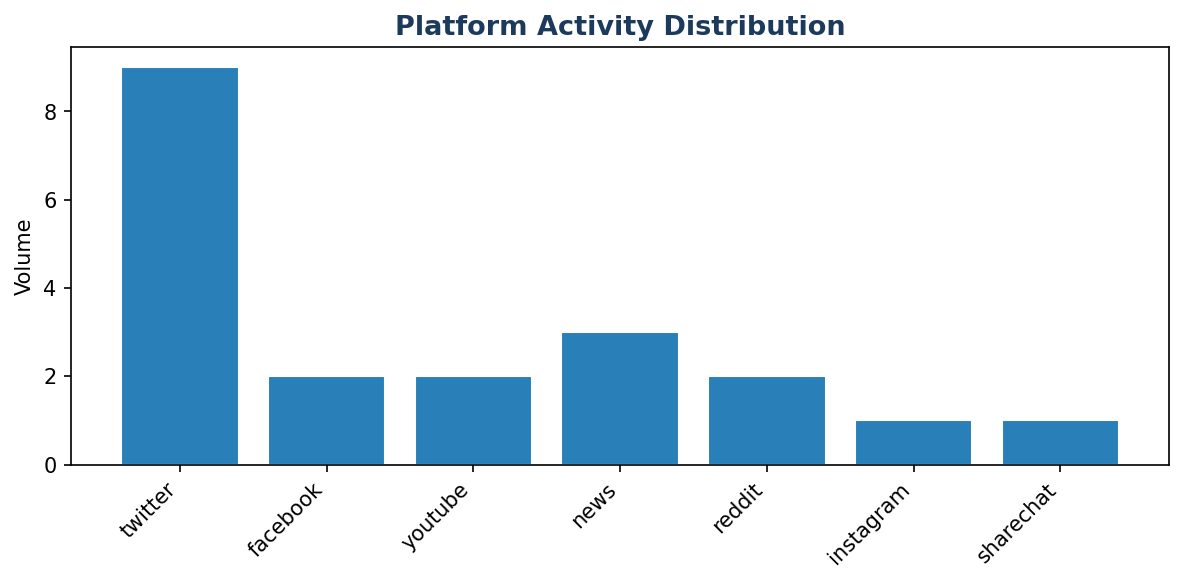 Platform Activity Distribution
Volume
8
6
4
2
0
twitter
facebook
youtube
news
reddit
instagram
sharechat